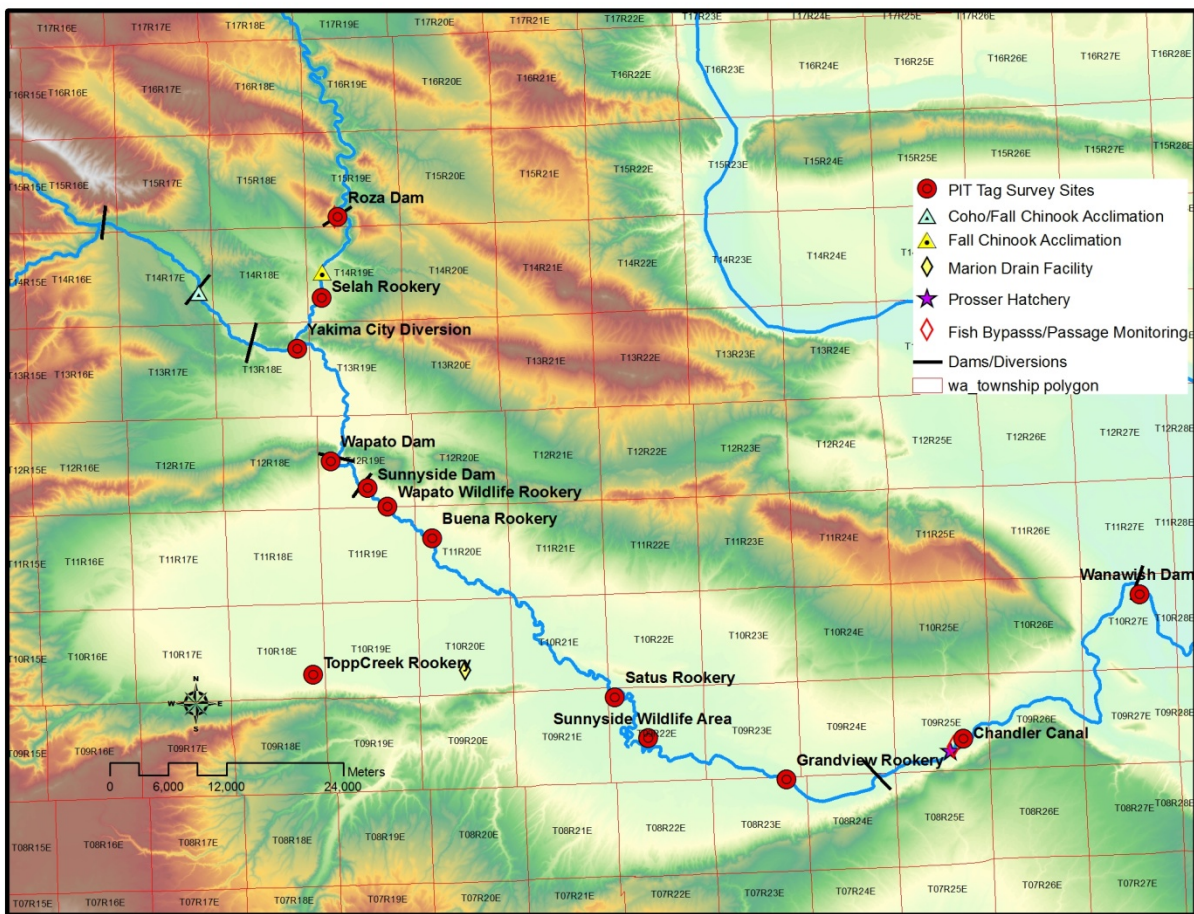 T17R16E T17R17E T17R18E T17R19E T17R20E T17R21E T17R22E T17R23E T17R24E T17R25E T17R26E
T16R15E T16R16E T16R17E T16R18E T16R19E T16R20E T16R21E T16R22E T16R23E T16R24E T16R25E T16R26E T16R27E T16R28E
T15R15E T15R16E T15R17E T15R18E T15R19E T15R20E T15R21E T15R22E T15R23E T15R24E T15R25E T15R26E T15R27E T15R28E
Roza Dam
PIT Tag Survey Sites
Coho/Fall Chinook Acclimation
Fall Chinook Acclimation
Marion Drain Facility
Prosser Hatchery
Fish Bypasss/Passage Monitoring
Dams/Diversions
wa_township polygon
T14R15E T14R16E T14R17E T14R18E T14R19E T14R20E T14R21E T14R22E T14R23E T14R24E
Selah Rookery
Yakima City Diversion
T13R15E T13R16E T13R17E T13R18E T13R19E T13R20E T13R21E T13R22E T13R23E T13R24E
Wapato Dam
T12R15E T12R16E T12R17E T12R18E T12R19E T12R20E T12R21E T12R22E T12R23E T12R24E T12R25E T12R26E T12R27E T12R28E
Sunnyside Dam
Wapato Wildlife Rookery
Buena Rookery
T11R15E T11R16E T11R17E T11R18E T11R19E T11R20E T11R21E T11R22E T11R23E T11R24E T11R25E T11R26E T11R27E T11R28E
Wanawish Dam
T10R15E T10R16E T10R17E T10R18E T10R19E T10R20E T10R21E T10R22E T10R23E T10R24E T10R25E T10R26E T10R27E T10R28E
ToppCreek Rookery
Satus Rookery
N
W E
S
Sunnyside Wildlife Area
T09R15E T09R16E T09R17E T09R18E T09R19E T09R20E T09R21E T09R22E T09R23E T09R24E T09R25E T09R26E T09R27E T09R28E
Chandler Canal
Grandview Rookery
Meters
0 6,000 12,000 24,000
T08R15E T08R16E T08R17E T08R18E T08R19E T08R20E T08R21E T08R22E T08R23E T08R24E T08R25E T08R26E T08R27E T08R28E
T07R15E T07R16E T07R17E T07R18E T07R19E T07R20E T07R21E T07R22E T07R23E T07R24E T07R25E T07R26E T07R27E